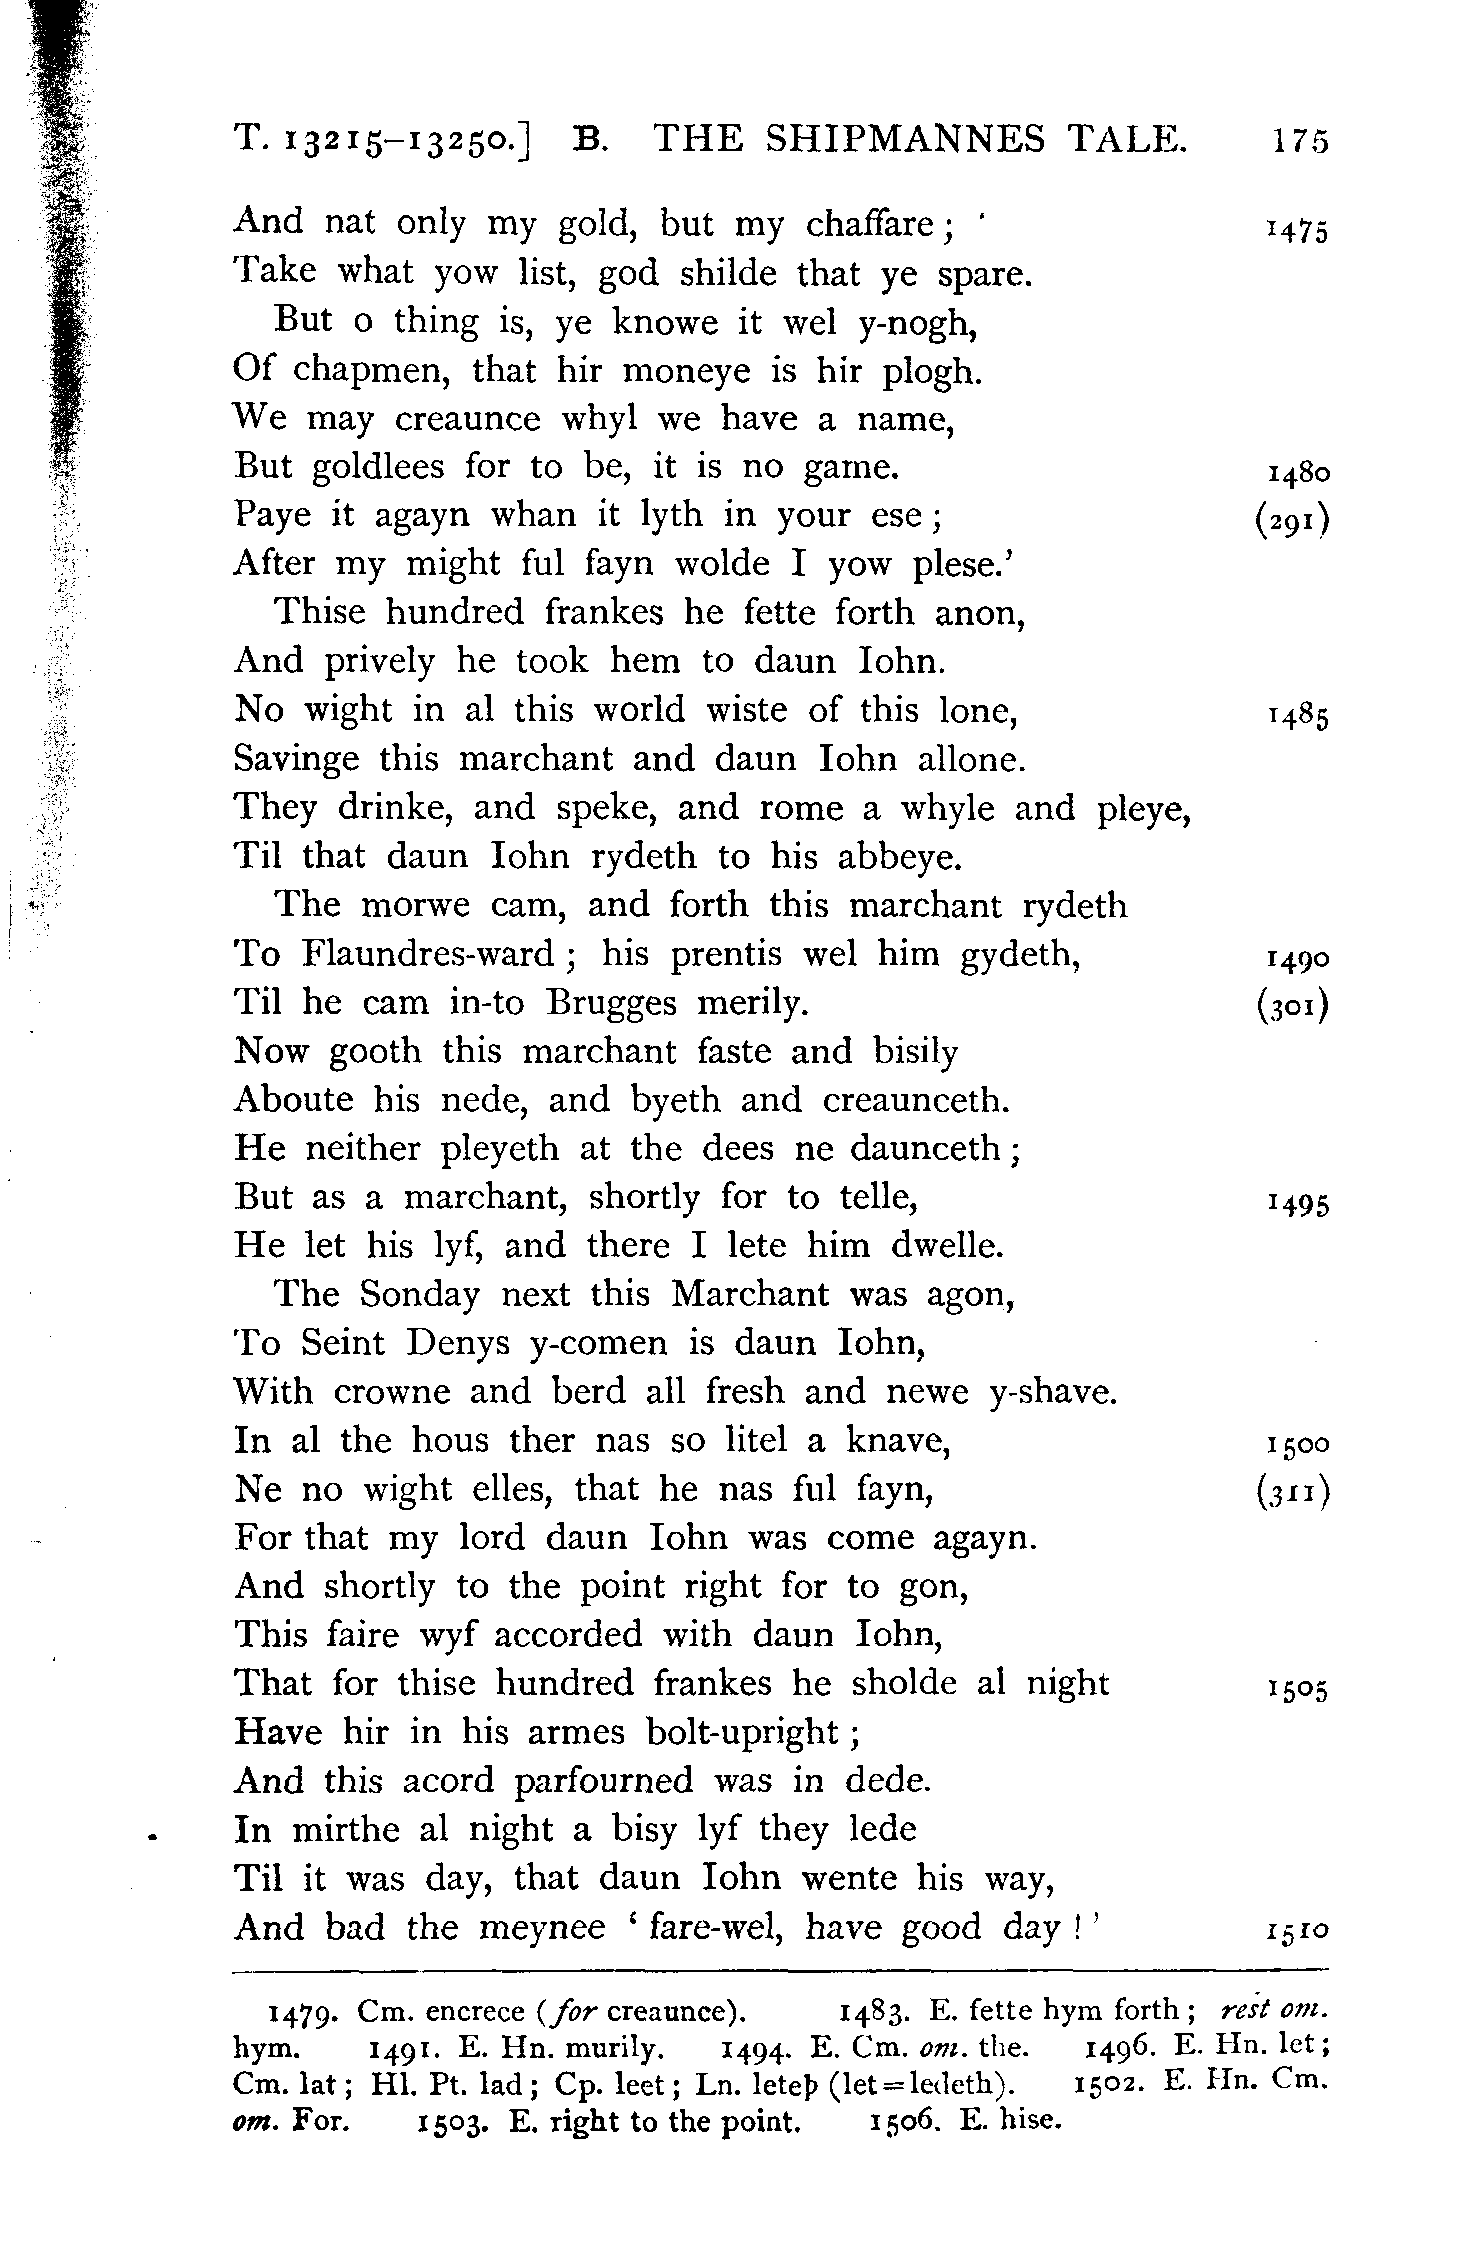 T. 13215–13250.] B. THE SHIPMANNES TALE. 175
And nat only my gold, but my chaffare; 1475
Take what yow list, god shilde that ye spare.
But o thing is, ye knowe it wel y-nogh,
Of chapmen, that hir moneye is hir plogh.
We may creaunce whyl we have a name,
But goldlees for to be, it is no game. 1480
Paye it agayn whan it lyth in your ese; (291)
After my might ful fayn wolde I yow plese.’
Thise hundred frankes he fette forth anon,
And prively he took hem to daun Iohn.
No wight in al this world wiste of this lone, 1485
Savinge this marchant and daun Iohn allone.
They drinke, and speke, and rome a whyle and pleye,
Til that daun Iohn rydeth to his abbeye.
The morwe cam, and forth this marchant rydeth
To Flaundres-ward; his prentis wel him gydeth, 1490
Til he cam in-to Brugges merily. (301)
Now gooth this marchant faste and bisily
Aboute his nede, and byeth and creaunceth.
He neither pleyeth at the dees ne daunceth;
But as a marchant, shortly for to telle, 1495
He let his lyf, and there I lete him dwelle.
The Sonday next this Marchant was agon,
To Seint Denys y-comen is daun Iohn,
With crowne and berd all fresh and newe y-shave.
In al the hous ther nas so litel a knave, 1500
Ne no wight elles, that he nas ful fayn, (311)
For that my lord daun Iohn was come agayn.
And shortly to the point right for to gon,
This faire wyf accorded with daun Iohn,
That for thise hundred frankes he sholde al night 1505
Have hir in his armes bolt-upright;
And this acord parfourned was in dede.
In mirthe al night a bisy lyf they lede
Til it was day, that daun Iohn wente his way,
And bad the meynee ‘fare-wel, have good day!’ 1510
1479. Cm. encrece (for creaunce). 1483. E. fette hym forth; rest om.
hym. 1491. E. Hn. murily. 1494. E. Cm. om. the. 1496. E. Hn. let;
Cm. lat; Hl. Pt. lad; Cp. leet; Ln. leteþ (let=ledeth). 1502. E. Hn. Cm.
om. For. 1503. E. right to the point. 1506. E. hise.